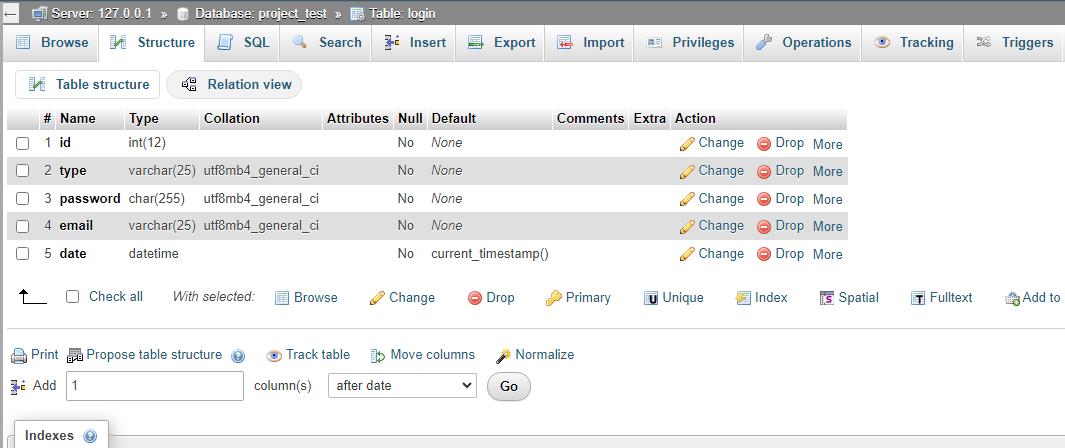 Server: 127.0.0.1 » Database: project_test » Table: login
Browse Structure SQL Search Insert Export Import Privileges Operations Tracking Triggers
Table structure Relation view
# Name Type Collation Attributes Null Default Comments Extra Action
1 id int(12) No None Change Drop More
2 type varchar(25) utf8mb4_general_ci No None Change Drop More
3 password char(255) utf8mb4_general_ci No None Change Drop More
4 email varchar(25) utf8mb4_general_ci No None Change Drop More
5 date datetime No current_timestamp() Change Drop More
Check all With selected: Browse Change Drop Primary Unique Index Spatial Fulltext Add to
Print Propose table structure Track table Move columns Normalize
Add 1 column(s) after date Go
Indexes